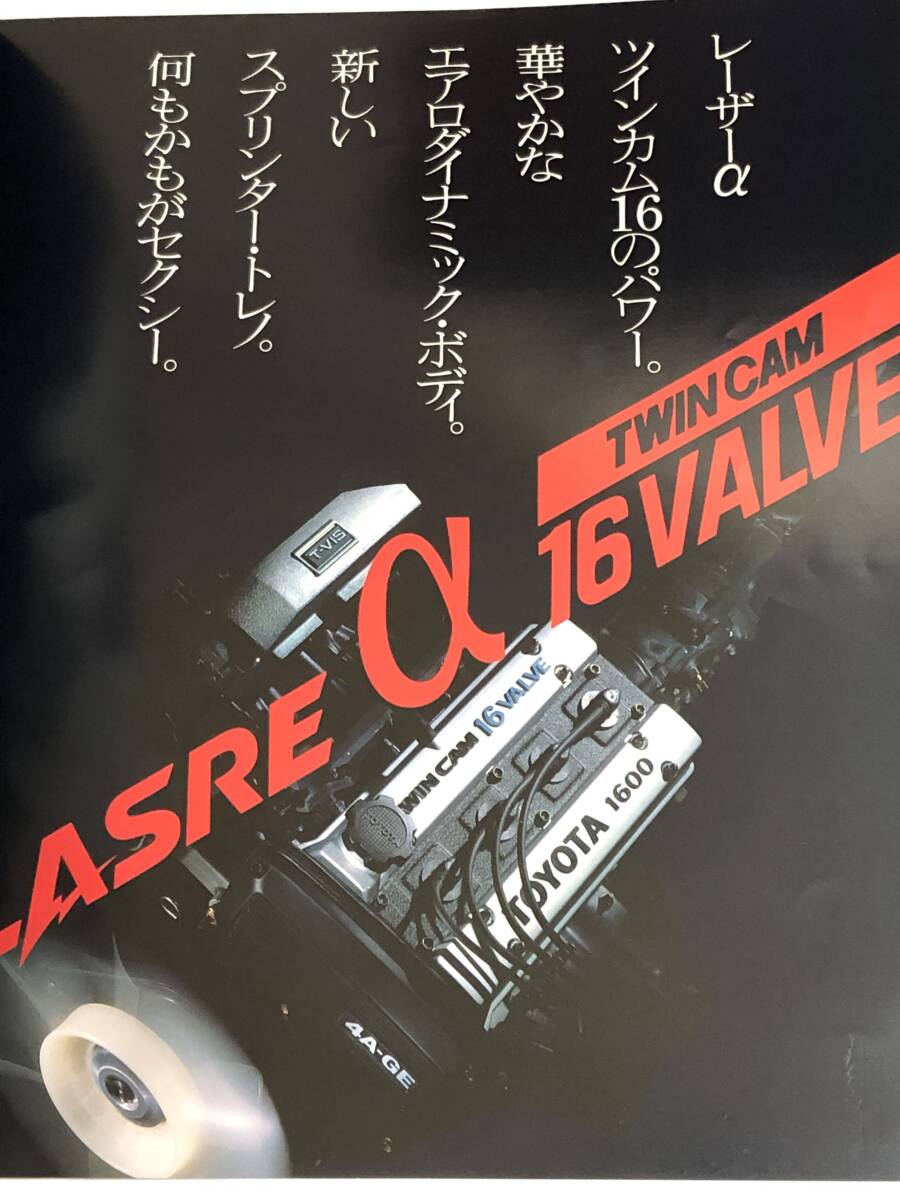 レーザーα
ツインカム16のパワー。
華やかな
エアロダイナミック・ボディ。
新しい
スプリンター・トレノ。
何もかもがセクシー。
TWIN CAM
16 VALVE
ASRE α
T-VIS
TWIN CAM 16 VALVE
TOYOTA
TOYOTA 1600
4A-GE